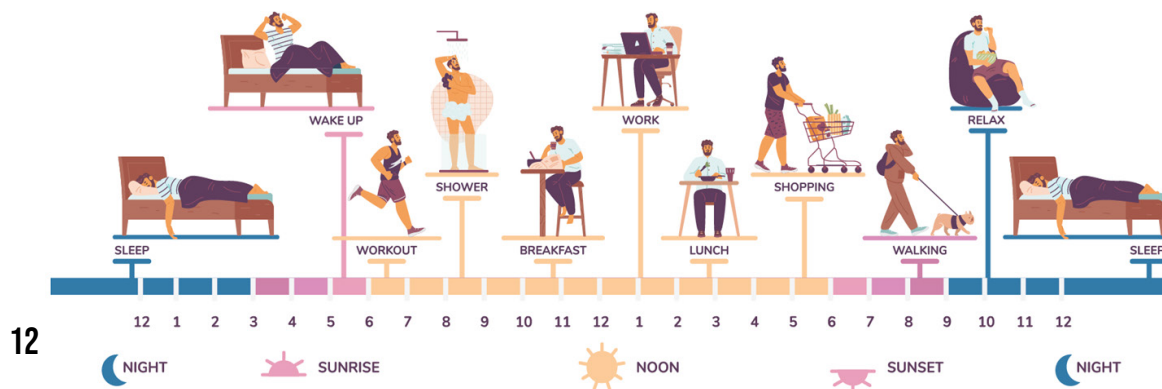 WAKE UP
WORK
RELAX
SHOWER
SHOPPING
SLEEP
WORKOUT
BREAKFAST
LUNCH
WALKING
SLEEP
12 1 2 3 4 5 6 7 8 9 10 11 12 1 2 3 4 5 6 7 8 9 10 11 12
12
NIGHT SUNRISE NOON SUNSET NIGHT